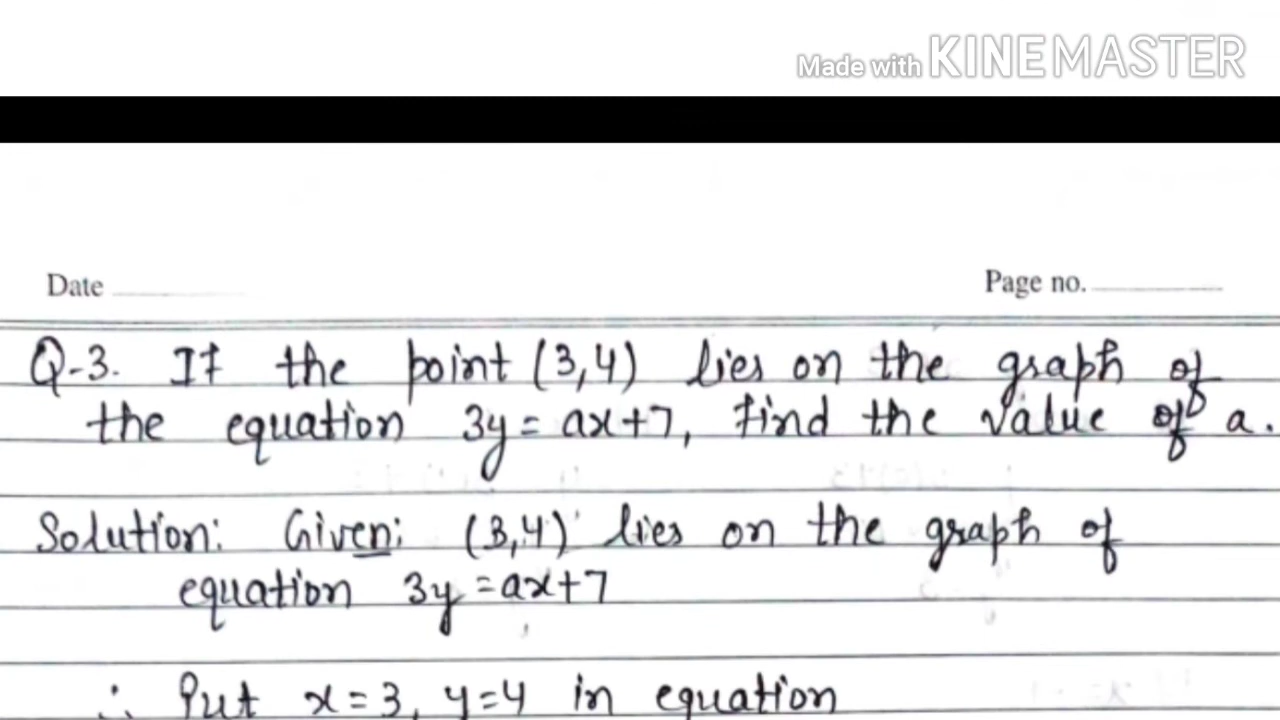 Made with KINEMASTER
Date
Page no.
Q-3. If the point (3,4) lies on the graph of
the equation 3y = ax+7, find the value of a.
Solution: Given: (3,4) lies on the graph of
equation 3y = ax+7
∴ Put x = 3, y = 4 in equation